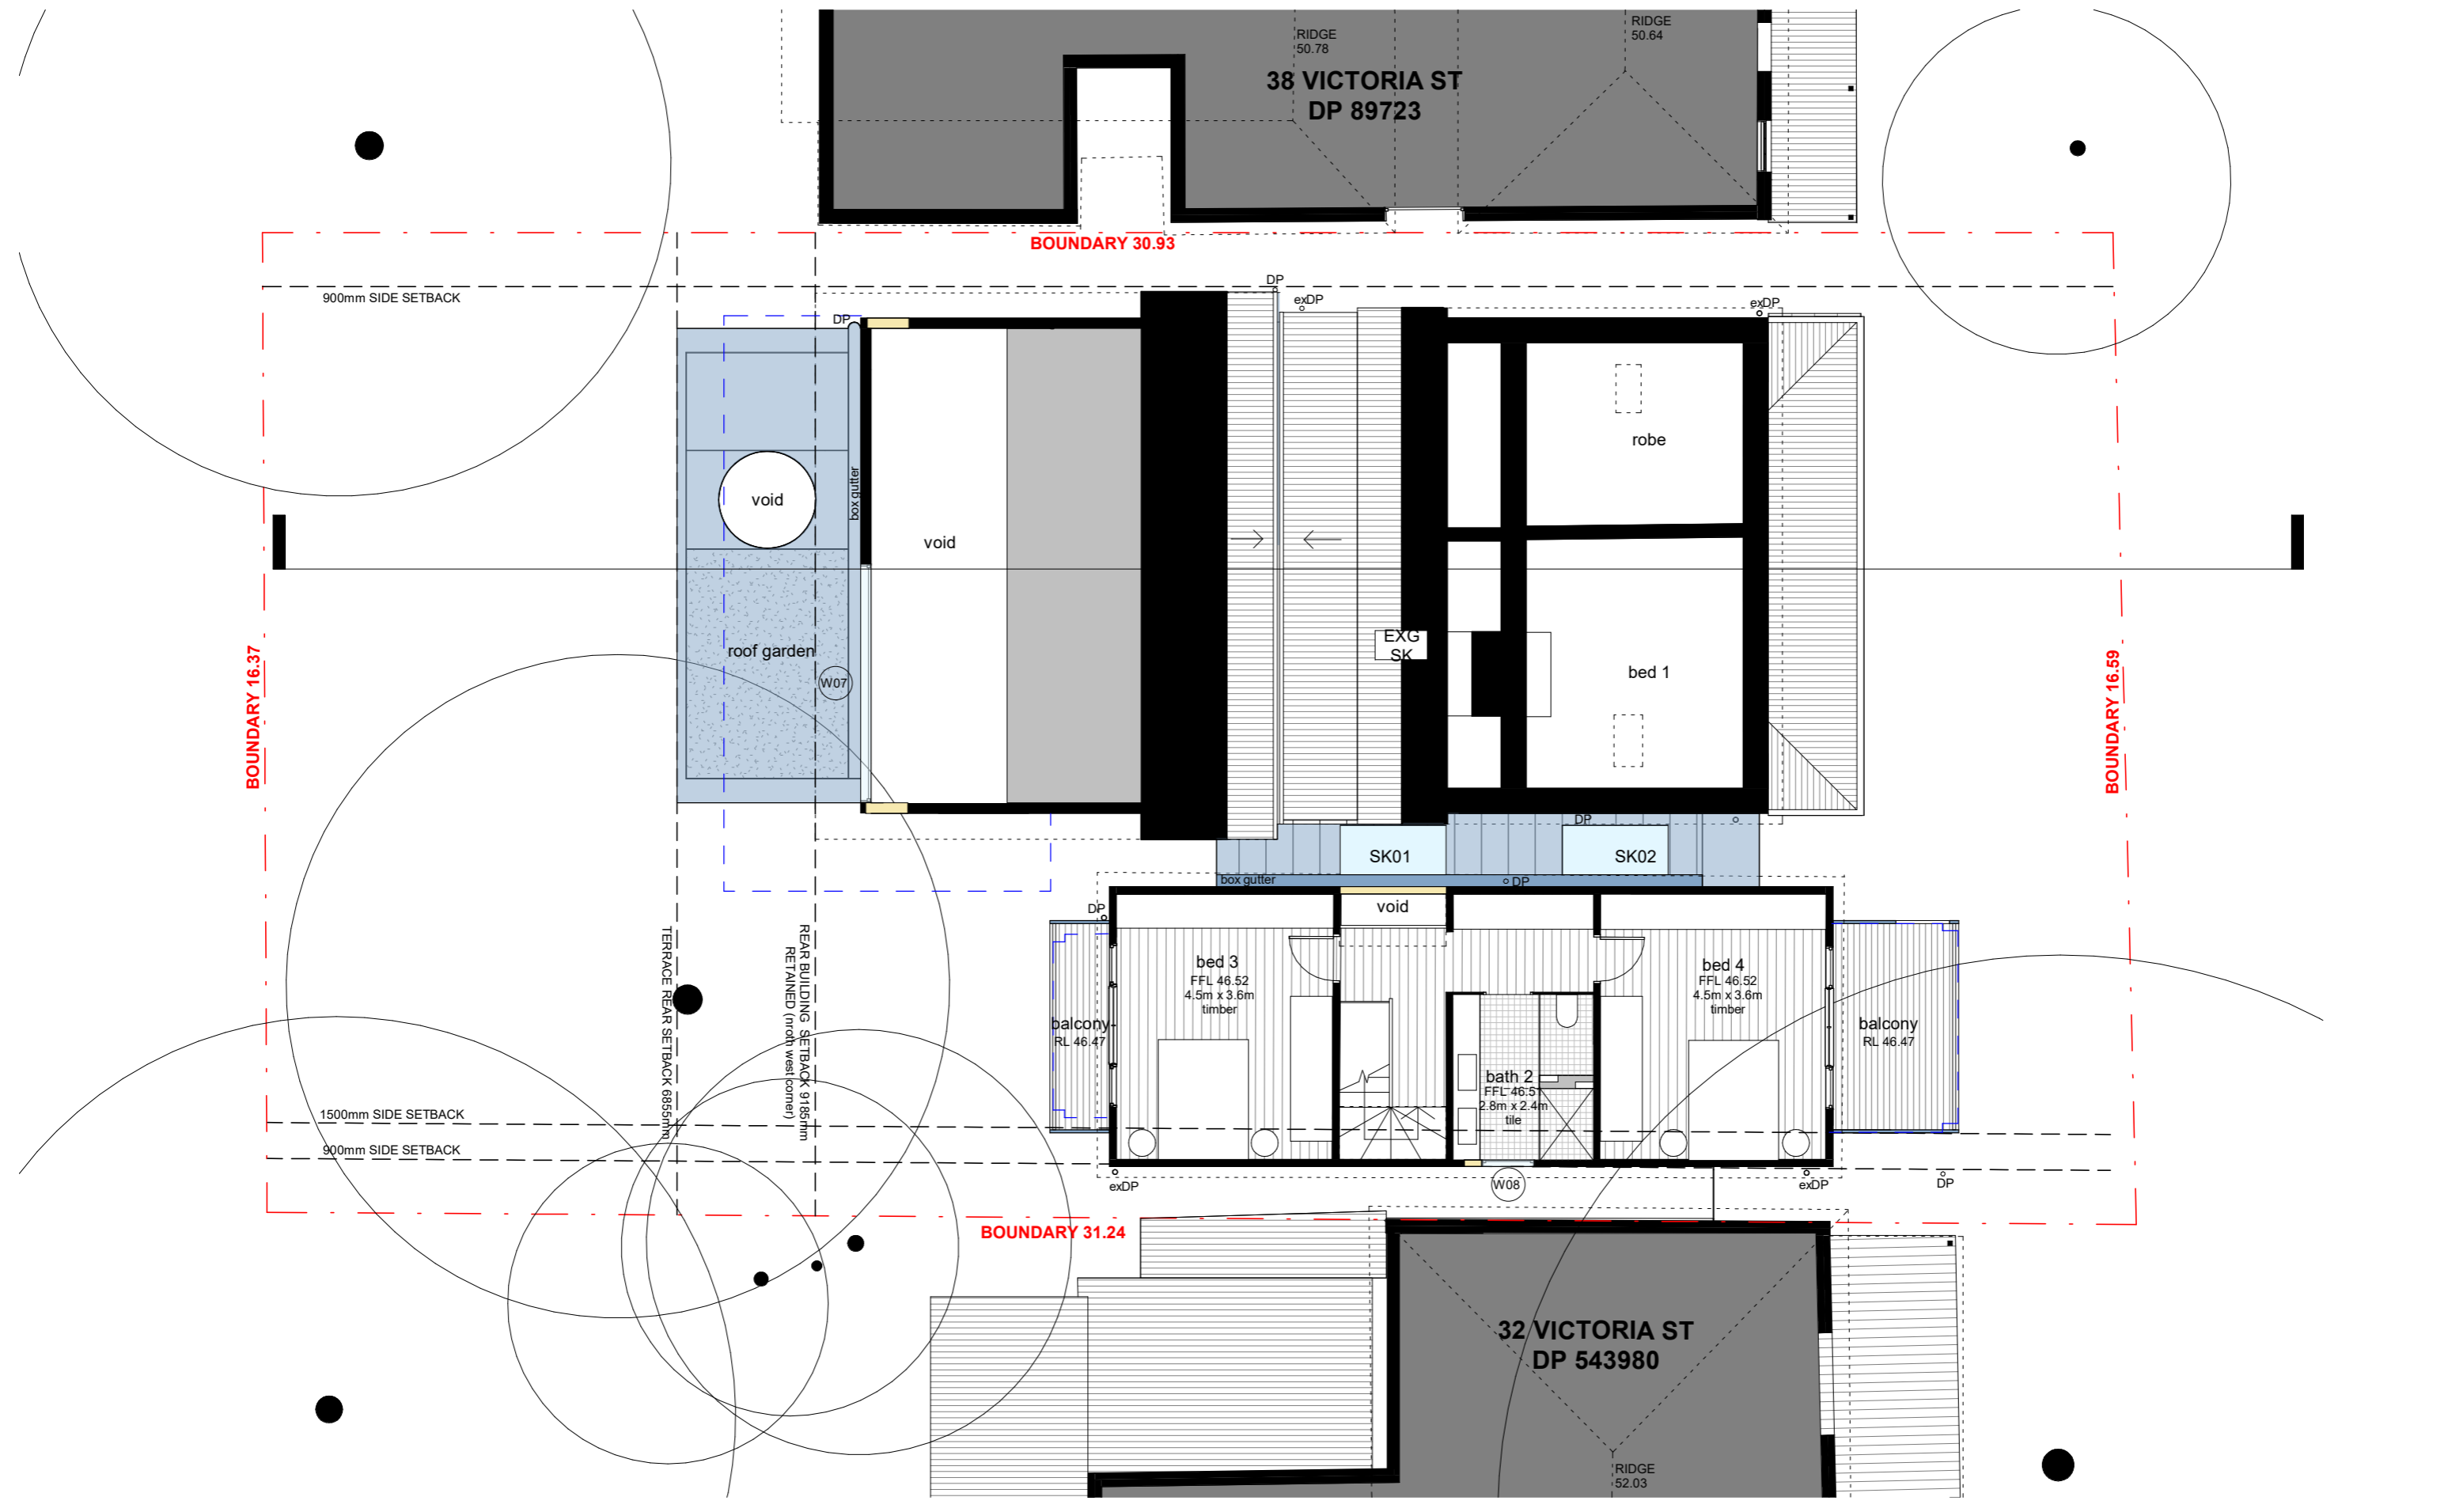 RIDGE
50.78
RIDGE
50.64
38 VICTORIA ST
DP 89723
BOUNDARY 30.93
900mm SIDE SETBACK
DP
exDP
exDP
DP
robe
void
box gutter
void
EXG
SK
roof garden
W07
bed 1
BOUNDARY 16.37
BOUNDARY 16.59
DP
SK01
SK02
box gutter
DP
void
DP
TERRACE REAR SETBACK 6855mm
REAR BUILDING SETBACK 9185mm
RETAINED (nroth west corner)
bed 3
FFL 46.52
4.5m x 3.6m
timber
bed 4
FFL 46.52
4.5m x 3.6m
timber
balcony
RL 46.47
balcony
RL 46.47
bath 2
FFL 46.51
2.8m x 2.4m
tile
1500mm SIDE SETBACK
900mm SIDE SETBACK
exDP
W08
exDP
DP
BOUNDARY 31.24
32 VICTORIA ST
DP 543980
RIDGE
52.03